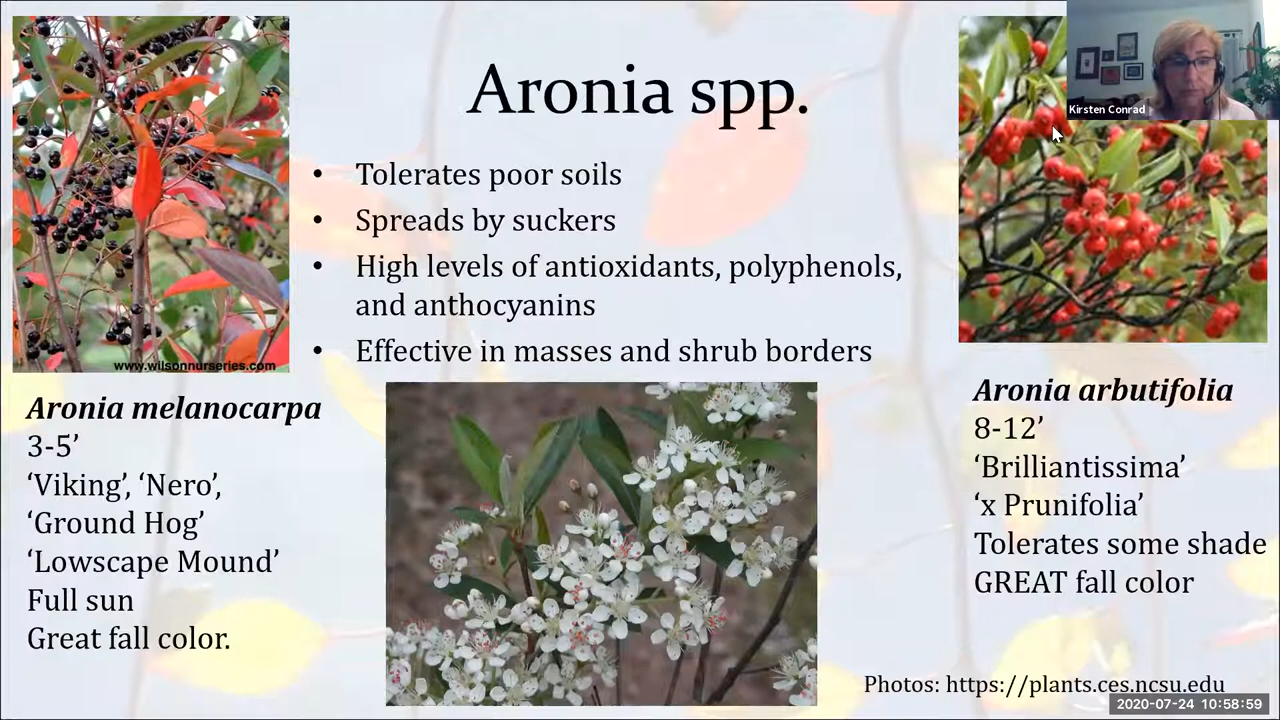 Aronia spp.
• Tolerates poor soils
• Spreads by suckers
• High levels of antioxidants, polyphenols,
and anthocyanins
• Effective in masses and shrub borders
www.wilsonnurseries.com
Aronia melanocarpa
3-5’
‘Viking’, ‘Nero’,
‘Ground Hog’
‘Lowscape Mound’
Full sun
Great fall color.
Kirsten Conrad
Aronia arbutifolia
8-12’
‘Brilliantissima’
‘x Prunifolia’
Tolerates some shade
GREAT fall color
Photos: https://plants.ces.ncsu.edu
2020-07-24 10:58:59